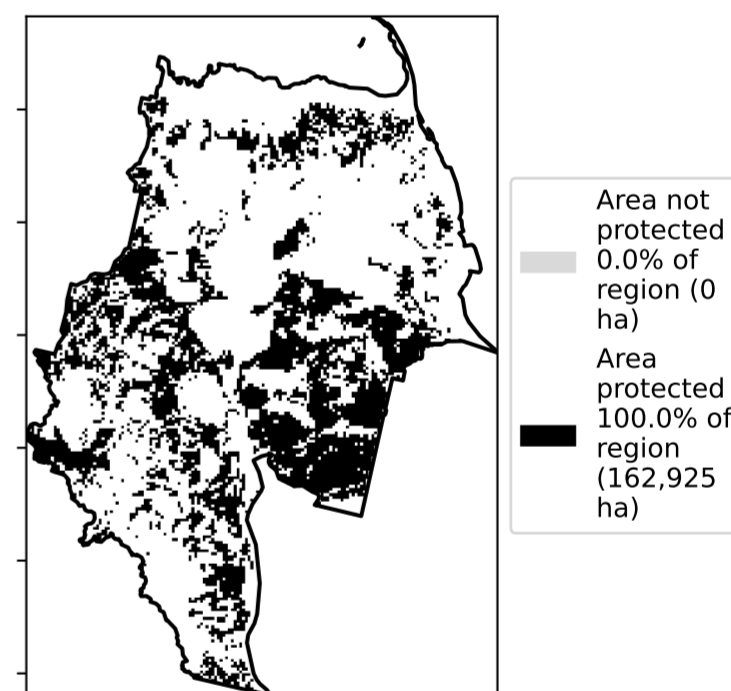 Area not
protected
0.0% of
region (0
ha)
Area
protected
100.0% of
region
(162,925
ha)